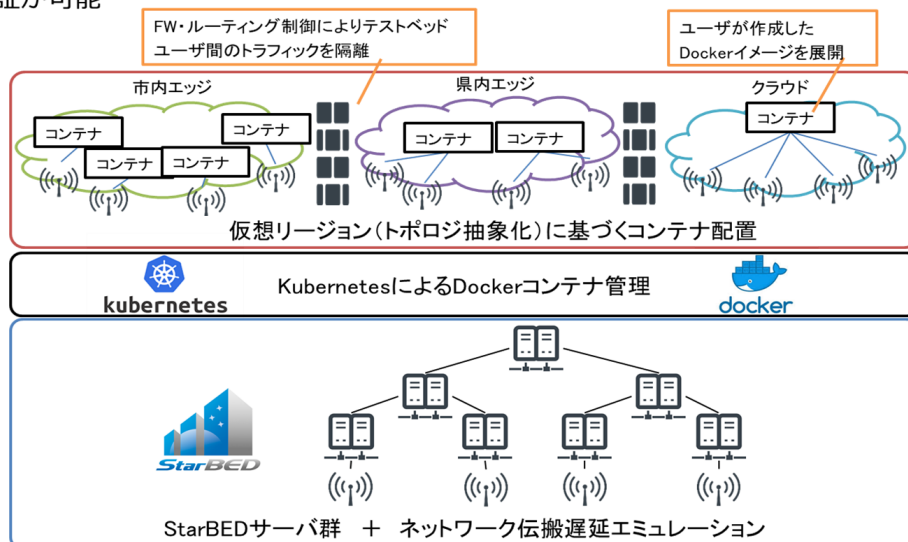 証が可能
FW・ルーティング制御によりテストベッド
ユーザ間のトラフィックを隔離
ユーザが作成した
Dockerイメージを展開
市内エッジ
県内エッジ
クラウド
コンテナ
コンテナ
コンテナ
コンテナ
コンテナ
コンテナ
コンテナ
仮想リージョン(トポロジ抽象化)に基づくコンテナ配置
kubernetes
KubernetesによるDockerコンテナ管理
docker
StarBED
StarBEDサーバ群 + ネットワーク伝搬遅延エミュレーション